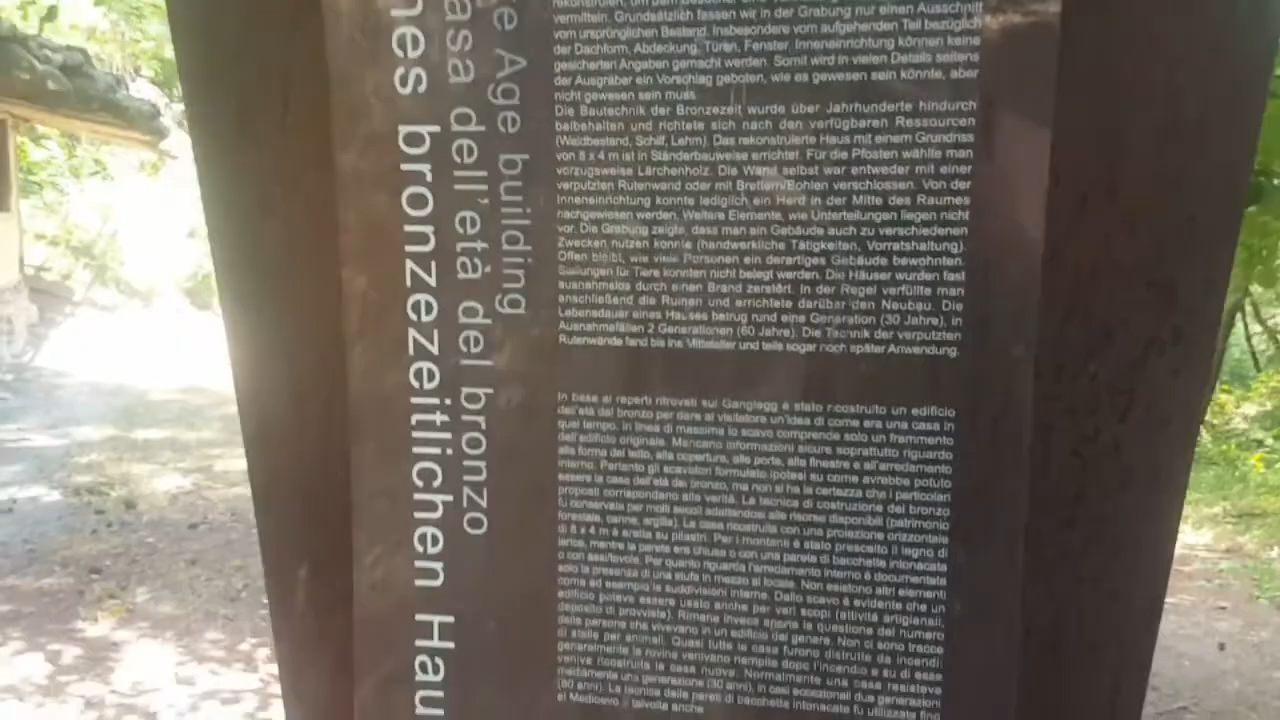 nes bronzezeitlichen Hau
asa dell'età del bronzo
e Age building
vermitteln. Grundsätzlich fassen wir in der Grabung nur einen Ausschnitt
vom ursprünglichen Bestand. Insbesondere vom aufgehenden Teil bezüglich
der Dachform, Abdeckung, Türen, Fenster, Inneneinrichtung können keine
gesicherten Angaben gemacht werden. Somit wird in vielen Details seitens
der Ausgräber ein Vorschlag geboten, wie es gewesen sein könnte, aber
nicht gewesen sein muss.
Die Bautechnik der Bronzezeit wurde über Jahrhunderte hindurch
beibehalten und richtete sich nach den verfügbaren Ressourcen
(Waldbestand, Schilf, Lehm). Das rekonstruierte Haus mit einem Grundriss
von 8 x 4 m ist in Ständerbauweise errichtet. Für die Pfosten wählte man
vorzugsweise Lärchenholz. Die Wand selbst war entweder mit einer
verputzten Rutenwand oder mit Brettern/Bohlen verschlossen. Von der
Inneneinrichtung konnte lediglich ein Herd in der Mitte des Raumes
nachgewiesen werden. Weitere Elemente, wie Unterteilungen liegen nicht
vor. Die Grabung zeigte, dass man ein Gebäude auch zu verschiedenen
Zwecken nutzen konnte (handwerkliche Tätigkeiten, Vorratshaltung).
Offen bleibt, wie viele Personen ein derartiges Gebäude bewohnten.
Stallungen für Tiere konnten nicht belegt werden. Die Häuser wurden fast
ausnahmslos durch einen Brand zerstört. In der Regel verfüllte man
anschließend die Ruinen und errichtete darüber den Neubau. Die
Lebensdauer eines Hauses betrug rund eine Generation (30 Jahre), in
Ausnahmefällen 2 Generationen (60 Jahre). Die Technik der verputzten
Rutenwände fand bis ins Mittelalter und teils sogar noch später Anwendung.
In base ai reperti ritrovati sul Ganglegg è stato ricostruito un edificio
dell'età del bronzo per dare al visitatore un'idea di come era una casa in
quel tempo. In linea di massima lo scavo comprende solo un frammento
dell'edificio originale. Mancano informazioni sicure soprattutto riguardo
alla forma del tetto, alla copertura, alle porte, alle finestre e all'arredamento
interno. Pertanto gli scavatori formulato ipotesi su come avrebbe potuto
essere la casa dell'età del bronzo, ma non si ha la certezza che i particolari
proposti corrispondano alla verità. La tecnica di costruzione del bronzo
fu conservata per molti secoli adattandosi alle risorse disponibili (patrimonio
forestale, canne, argilla). La casa ricostruita con una proiezione orizzontale
di 8 x 4 m è eretta su pilastri. Per i montanti è stato prescelto il legno di
larice, mentre la parete era chiusa o con una parete di bacchette intonacata
o con assi/tavole. Per quanto riguarda l'arredamento interno è documentata
solo la presenza di una stufa in mezzo al locale. Non esistono altri elementi
come ad esempio le suddivisioni interne. Dallo scavo è evidente che un
edificio poteva essere usato anche per vari scopi (attività artigianali,
deposito di provviste). Rimane invece aperta la questione del numero
delle persone che vivevano in un edificio del genere. Non ci sono tracce
di stalle per animali. Quasi tutte le case furono distrutte da incendi:
generalmente le rovine venivano riempite dopo l'incendio e su di esse
veniva ricostruita la casa nuova. Normalmente una casa resisteva
mediamente una generazione (30 anni), in casi eccezionali due generazioni
(60 anni). La tecnica delle pareti di bacchette intonacate fu utilizzata fino
al Medioevo talvolta anche